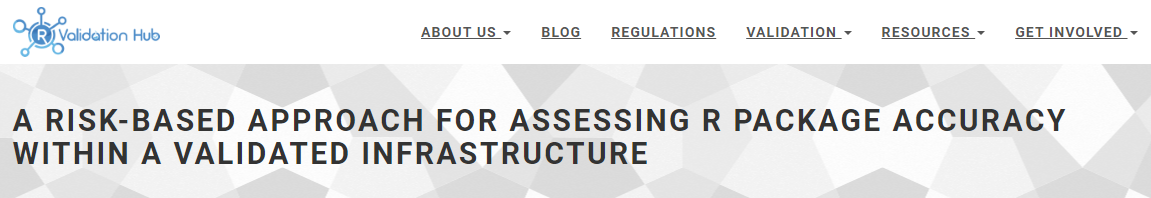 R Validation Hub
ABOUT US BLOG REGULATIONS VALIDATION RESOURCES GET INVOLVED
A RISK-BASED APPROACH FOR ASSESSING R PACKAGE ACCURACY
WITHIN A VALIDATED INFRASTRUCTURE